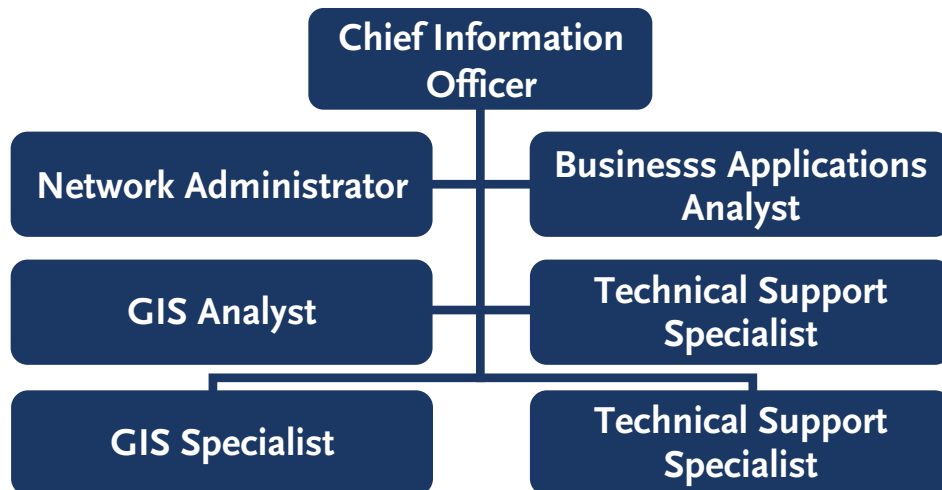 Chief Information
Officer
Network Administrator
Businesss Applications
Analyst
GIS Analyst
Technical Support
Specialist
GIS Specialist
Technical Support
Specialist